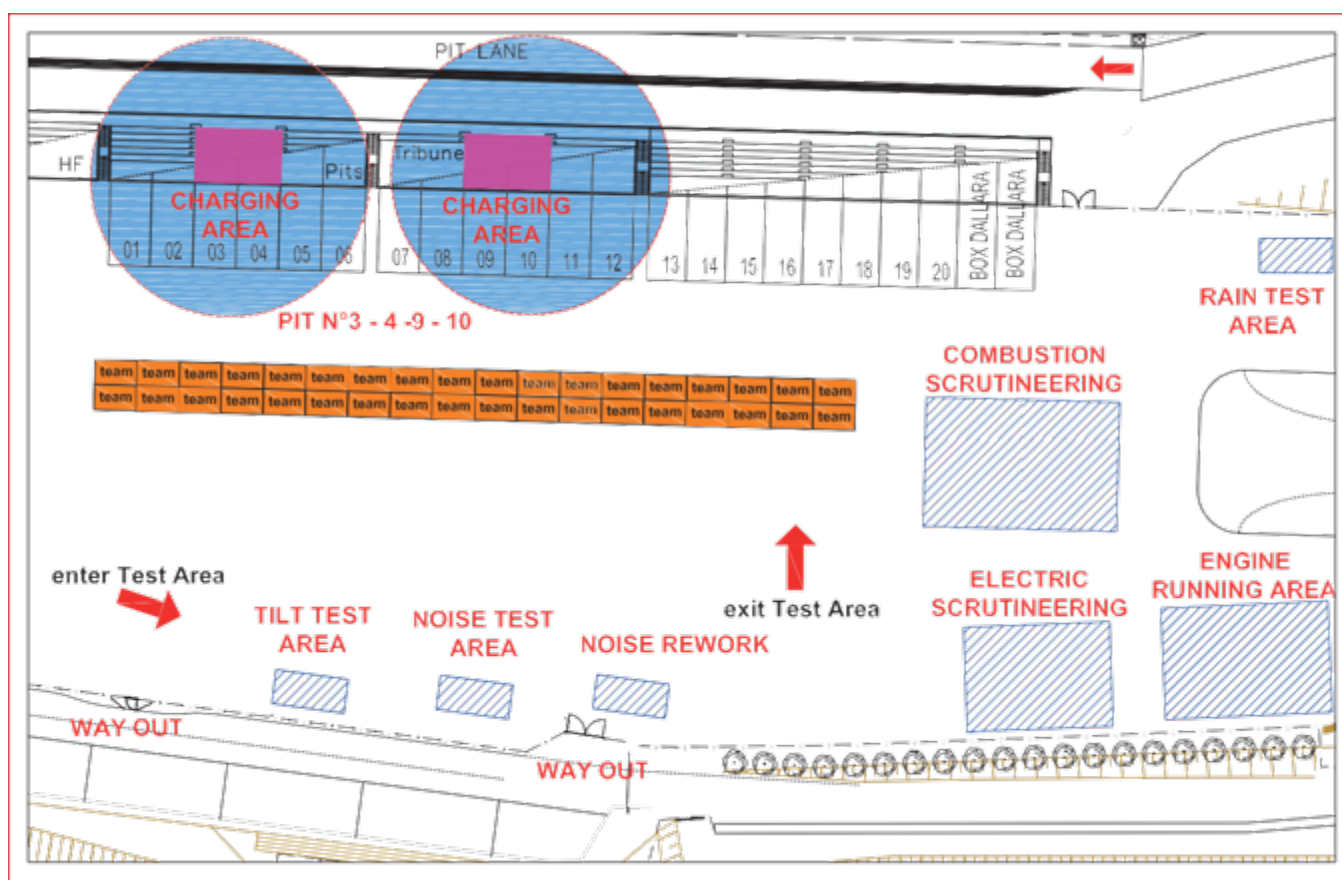 PIT LANE
HF
Pits
Tribune
CHARGING
AREA
CHARGING
AREA
01 02 03 04 05 06 07 08 09 10 11 12 13 14 15 16 17 18 19 20 BOX DALLARA BOX DALLARA
PIT N°3 - 4 -9 - 10
RAIN TEST
AREA
team team team team team team team team team team team team team team team team team team
team team team team team team team team team team team team team team team team team team
COMBUSTION
SCRUTINEERING
enter Test Area
exit Test Area
TILT TEST
AREA
NOISE TEST
AREA
NOISE REWORK
ELECTRIC
SCRUTINEERING
ENGINE
RUNNING AREA
WAY OUT
WAY OUT
L